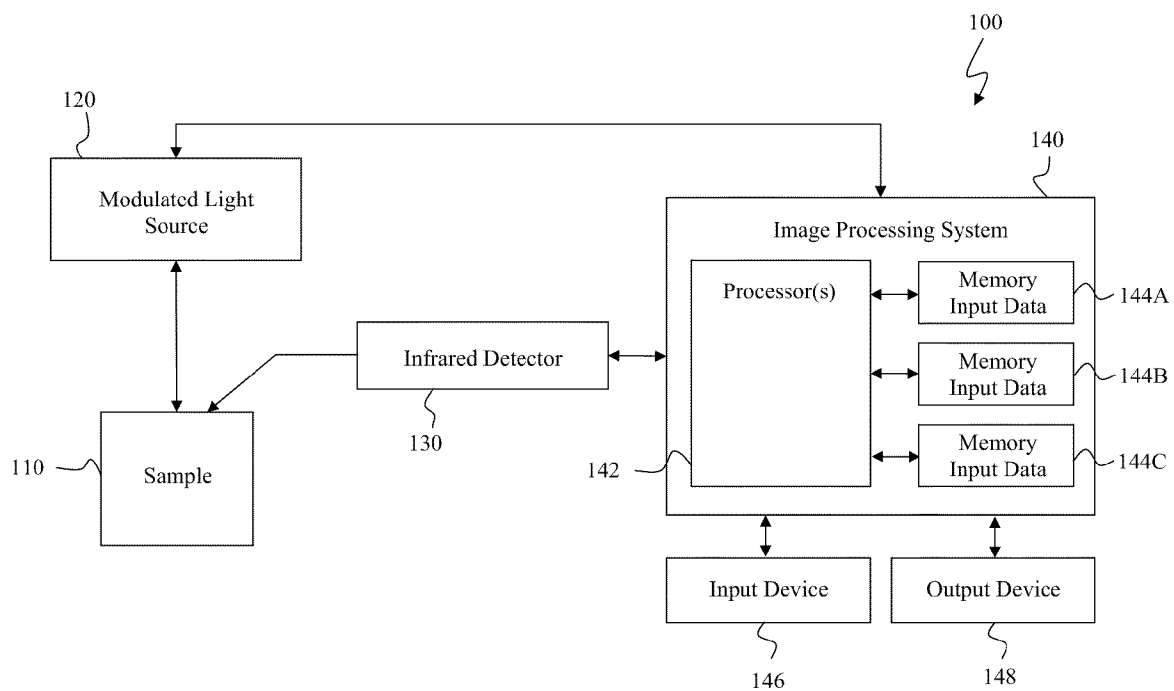 100
120
Modulated Light
Source
140
Image Processing System
Processor(s)
Memory
Input Data
144A
Infrared Detector
130
Memory
Input Data
144B
110
Sample
142
Memory
Input Data
144C
Input Device
Output Device
146
148